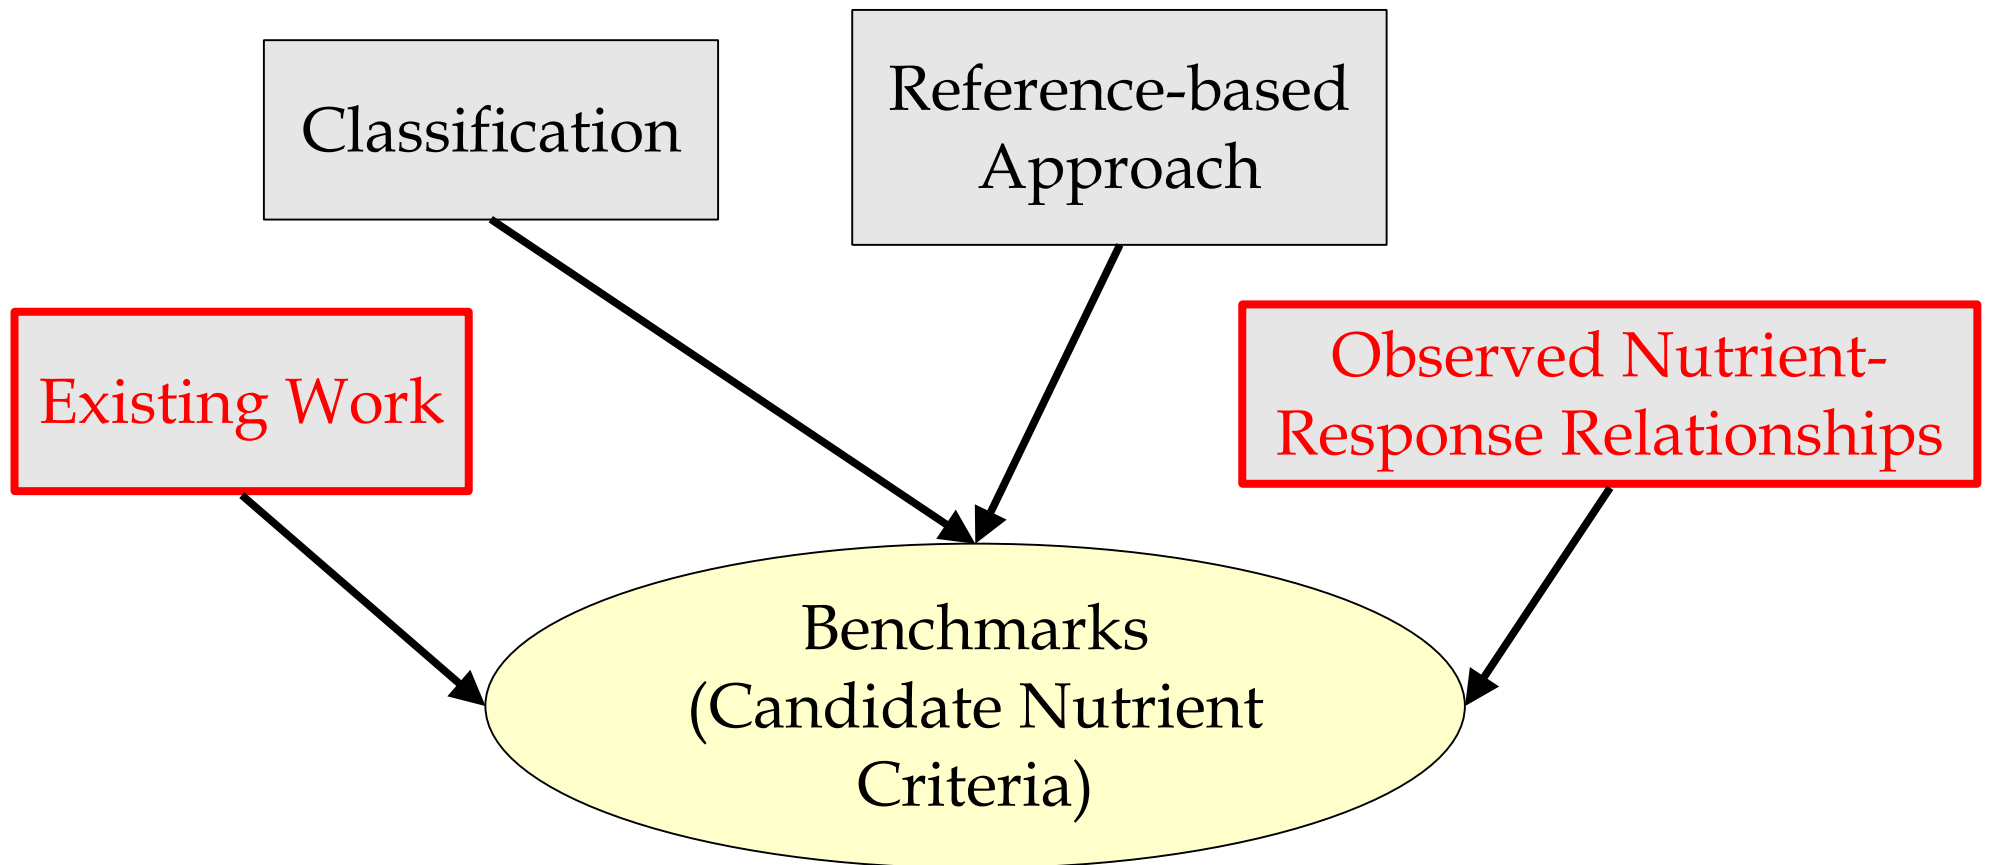 Classification
Reference-based
Approach
Existing Work
Observed Nutrient-
Response Relationships
Benchmarks
(Candidate Nutrient
Criteria)